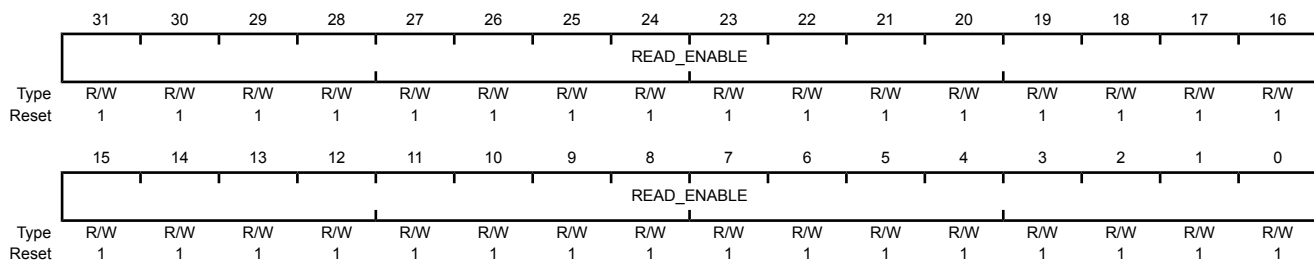 31 30 29 28 27 26 25 24 23 22 21 20 19 18 17 16
READ_ENABLE
Type R/W R/W R/W R/W R/W R/W R/W R/W R/W R/W R/W R/W R/W R/W R/W R/W
Reset 1 1 1 1 1 1 1 1 1 1 1 1 1 1 1 1
15 14 13 12 11 10 9 8 7 6 5 4 3 2 1 0
READ_ENABLE
Type R/W R/W R/W R/W R/W R/W R/W R/W R/W R/W R/W R/W R/W R/W R/W R/W
Reset 1 1 1 1 1 1 1 1 1 1 1 1 1 1 1 1